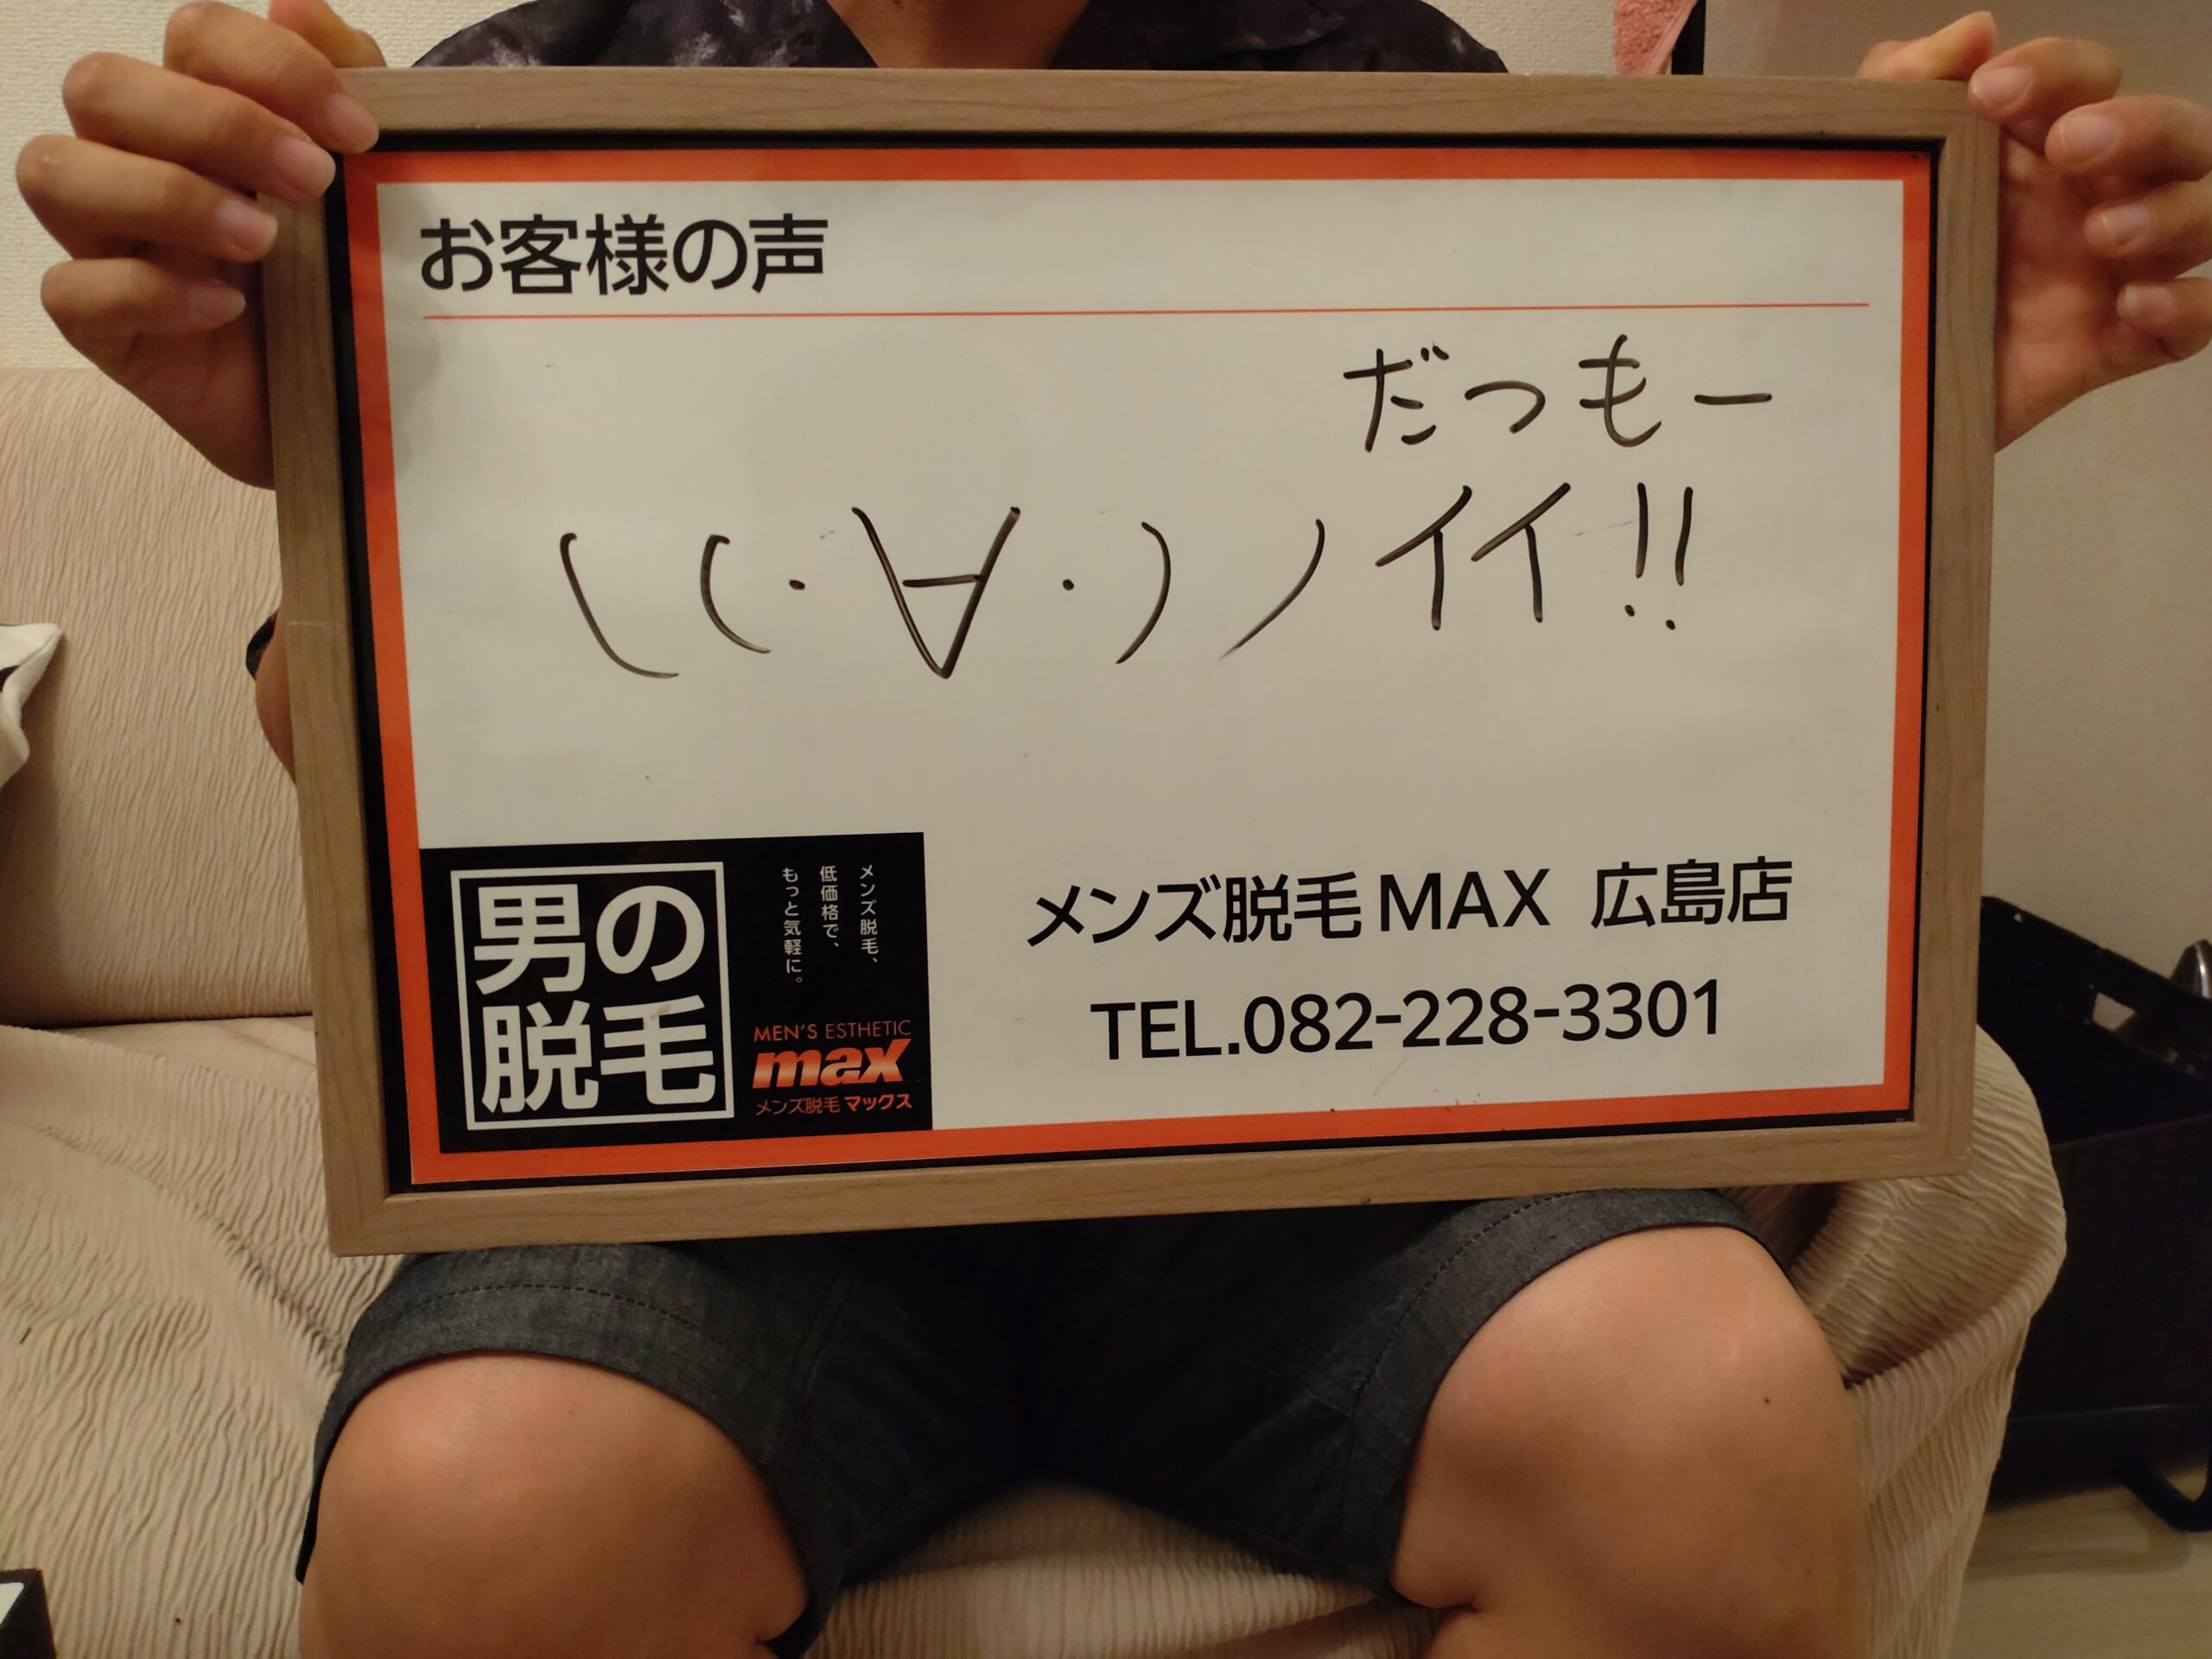 お客様の声
だつもー
\(・∀・)ノイイ!!
男の
脱毛
メンズ脱毛、
低価格で、
もっと気軽に。
MEN'S ESTHETIC
max
メンズ脱毛マックス
メンズ脱毛MAX 広島店
TEL.082-228-3301